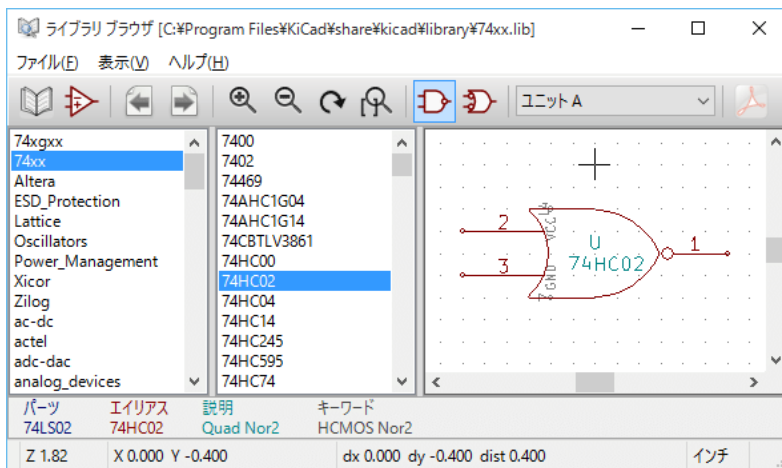 ライブラリ ブラウザ [C:¥Program Files¥KiCad¥share¥kicad¥library¥74xx.lib]
ファイル(F) 表示(V) ヘルプ(H)
ユニット A
74xgxx
74xx
Altera
ESD_Protection
Lattice
Oscillators
Power_Management
Xicor
Zilog
ac-dc
actel
adc-dac
analog_devices
7400
7402
74469
74AHC1G04
74AHC1G14
74CBTLV3861
74HC00
74HC02
74HC04
74HC14
74HC245
74HC595
74HC74
14
VCC
2
U
1
3
74HC02
GND
7
パーツ エイリアス 説明 キーワード
74LS02 74HC02 Quad Nor2 HCMOS Nor2
Z 1.82 X 0.000 Y -0.400 dx 0.000 dy -0.400 dist 0.400 インチ